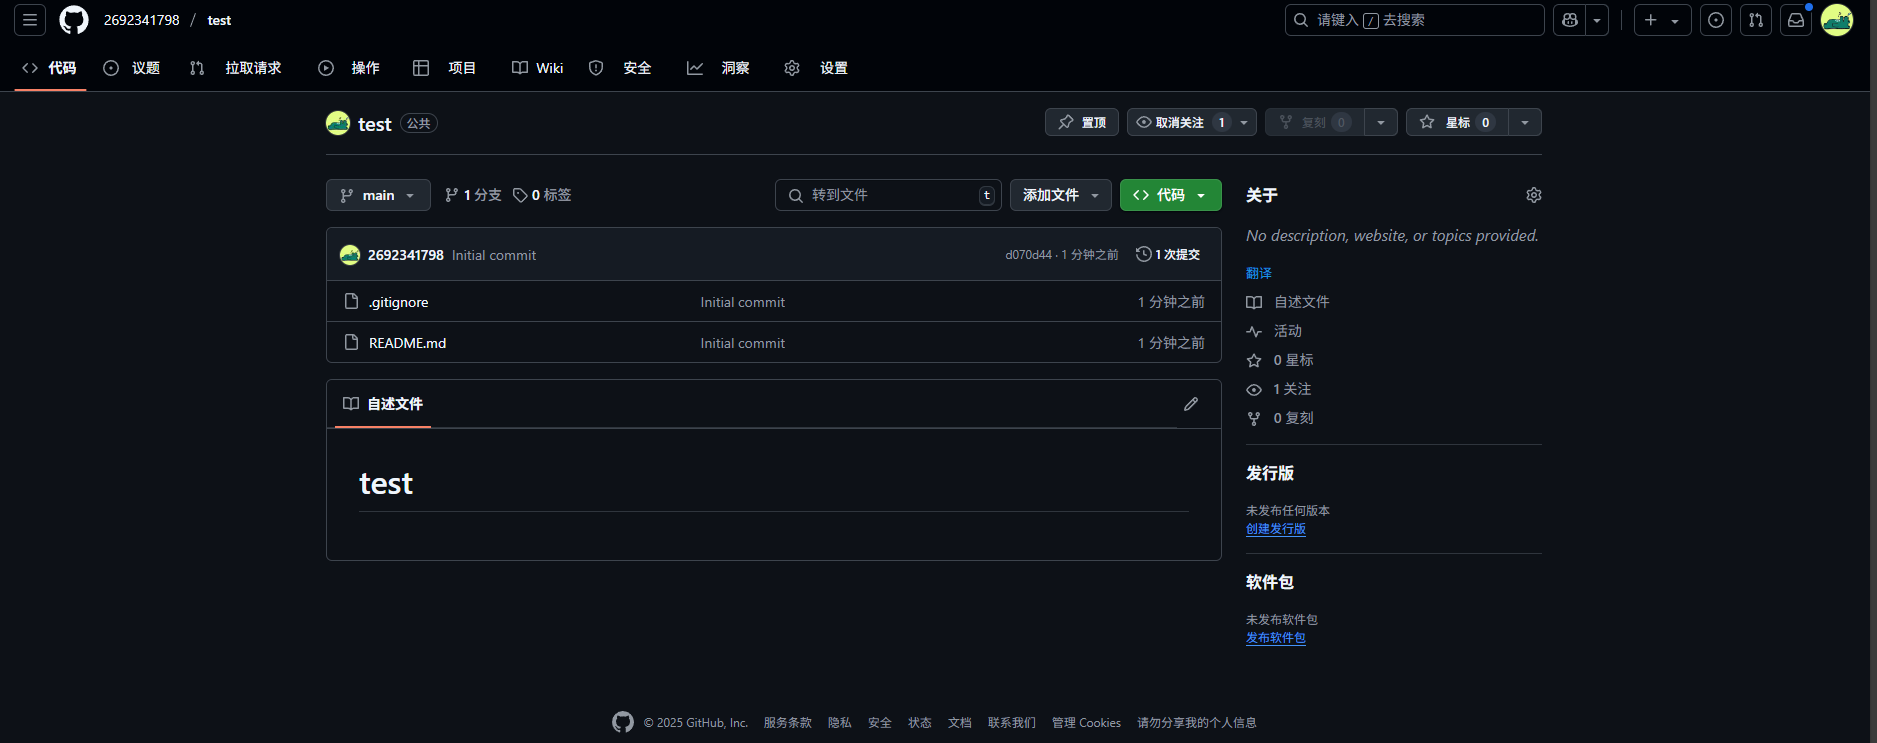 2692341798 / test
请键入 / 去搜索
代码 议题 拉取请求 操作 项目 Wiki 安全 洞察 设置
test 公共
置顶 取消关注 1 复刻 0 星标 0
main 1 分支 0 标签
转到文件 t 添加文件 代码
2692341798 Initial commit d070d44 · 1 分钟之前 1 次提交
.gitignore Initial commit 1 分钟之前
README.md Initial commit 1 分钟之前
自述文件
test
关于
No description, website, or topics provided.
翻译
自述文件
活动
0 星标
1 关注
0 复刻
发行版
未发布任何版本
创建发行版
软件包
未发布软件包
发布软件包
© 2025 GitHub, Inc. 服务条款 隐私 安全 状态 文档 联系我们 管理 Cookies 请勿分享我的个人信息